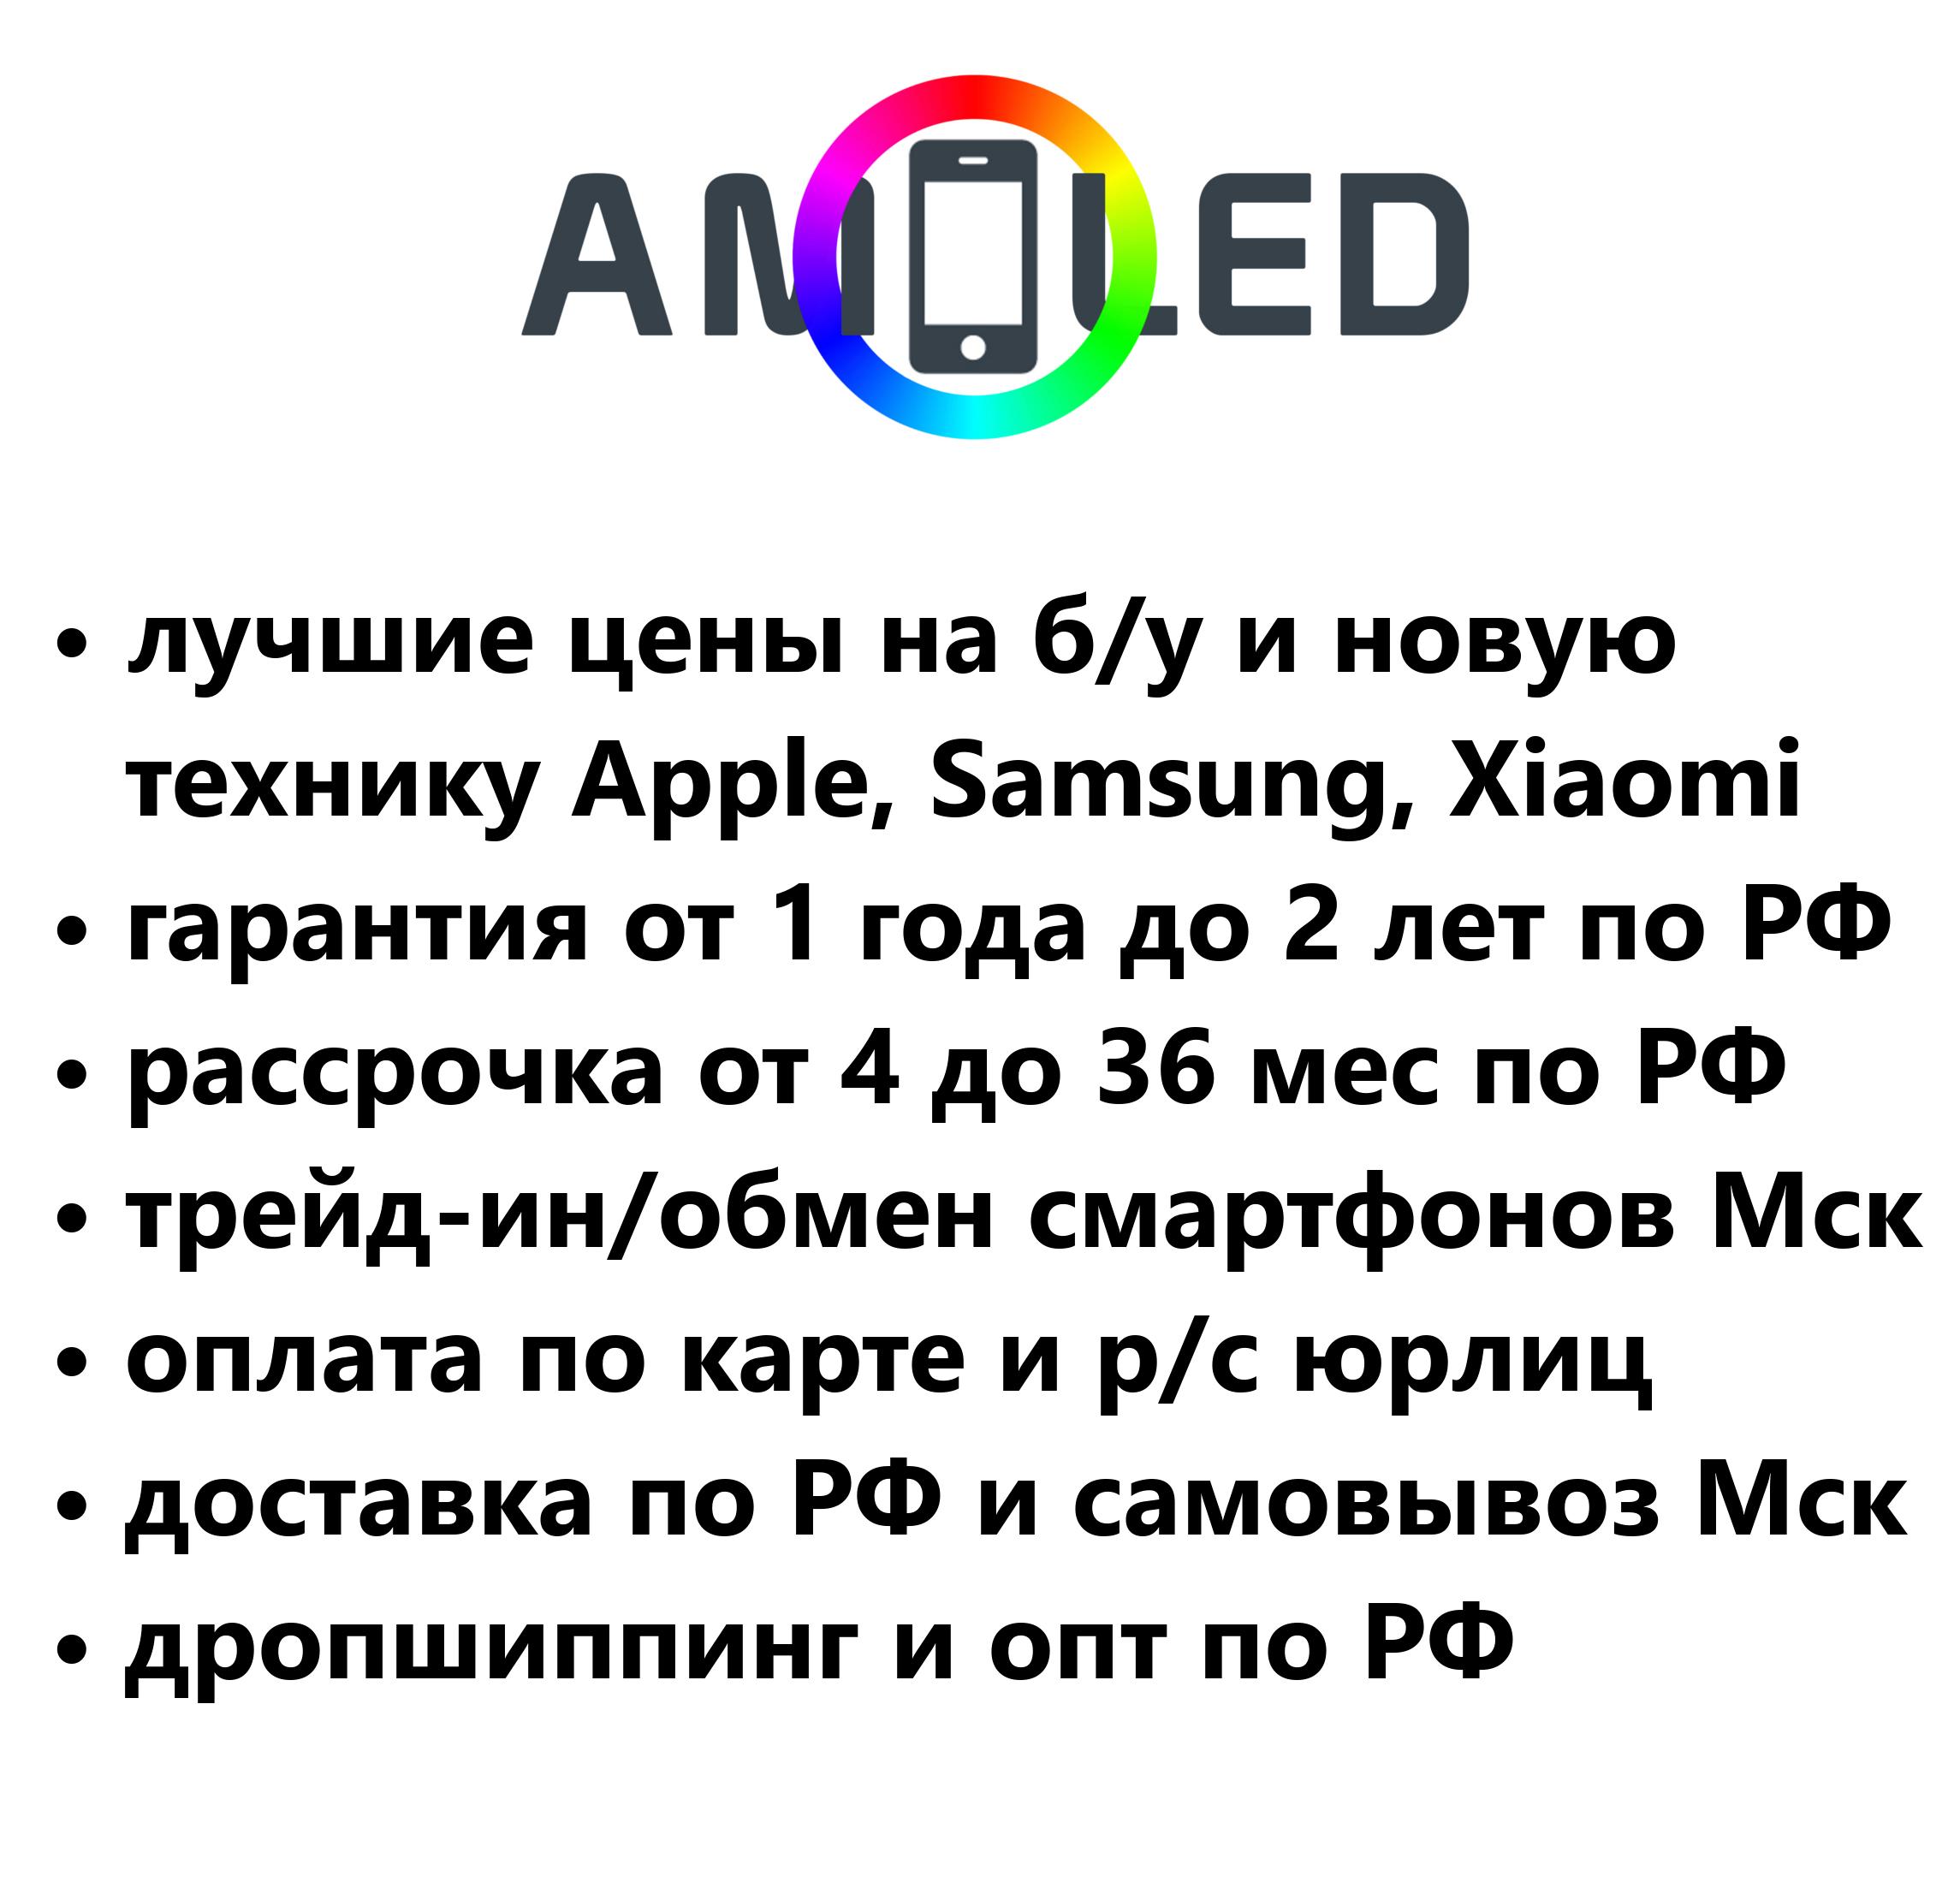 AMOLED
• лучшие цены на б/у и новую
технику Apple, Samsung, Xiaomi
• гарантия от 1 года до 2 лет по РФ
• рассрочка от 4 до 36 мес по РФ
• трейд-ин/обмен смартфонов Мск
• оплата по карте и р/с юрлиц
• доставка по РФ и самовывоз Мск
• дропшиппинг и опт по РФ